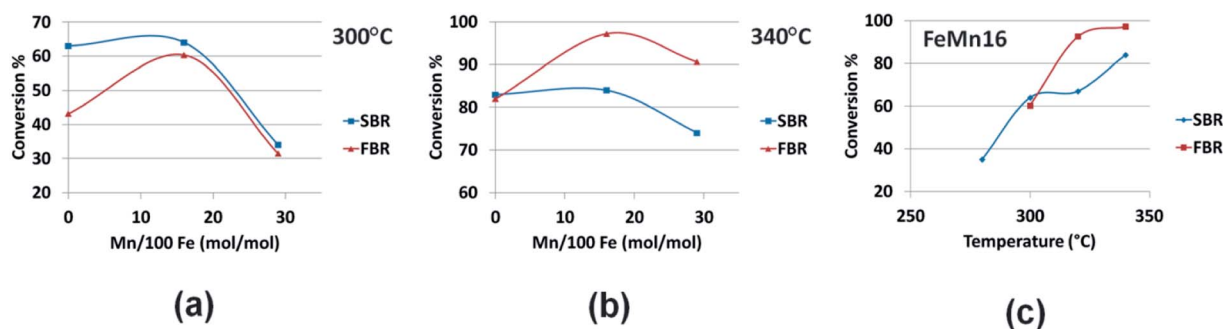 70
60
50
40
30
20
0 10 20 30
Conversion %
Mn/100 Fe (mol/mol)
300°C
SBR
FBR
(a)
100
90
80
70
60
0 10 20 30
Conversion %
Mn/100 Fe (mol/mol)
340°C
SBR
FBR
(b)
100
80
60
40
20
250 300 350
Conversion %
Temperature (°C)
FeMn16
SBR
FBR
(c)